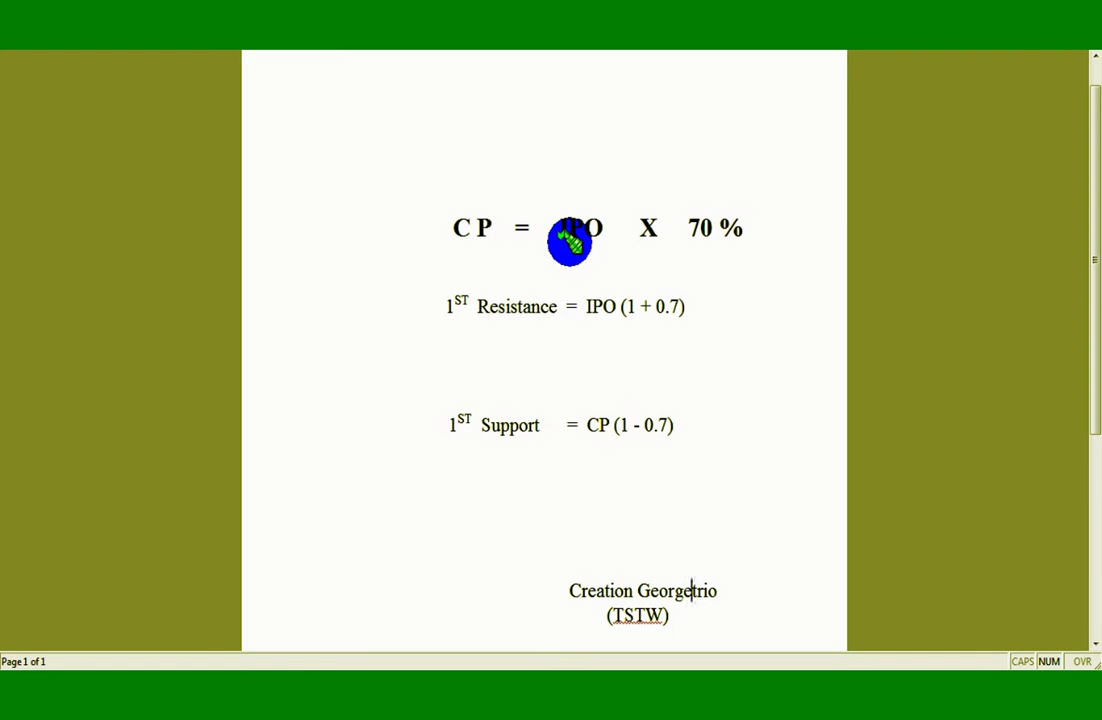 C P = IPO X 70 %
1ST Resistance = IPO (1 + 0.7)
1ST Support = CP (1 - 0.7)
Creation Georgetrio
(TSTW)
Page 1 of 1 CAPS NUM OVR